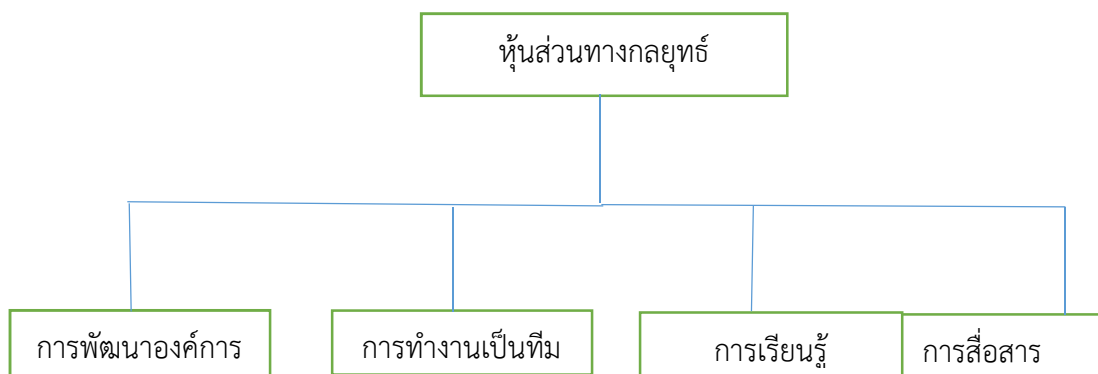 หุ้นส่วนทางกลยุทธ์
การพัฒนาองค์การ
การทำงานเป็นทีม
การเรียนรู้
การสื่อสาร